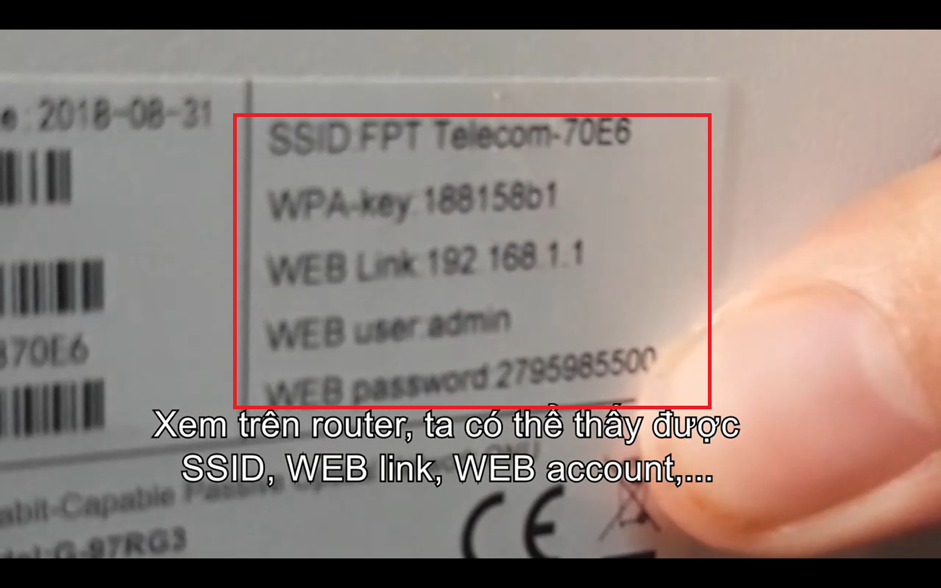 e : 2018-08-31
SSID:FPT Telecom-70E6
WPA-key:188158b1
WEB Link:192.168.1.1
WEB user:admin
870E6
WEB password:2795985500
Xem trên router, ta có thể thấy được
SSID, WEB link, WEB account,...
abit-Capable Passive
del:G-97RG3
CE